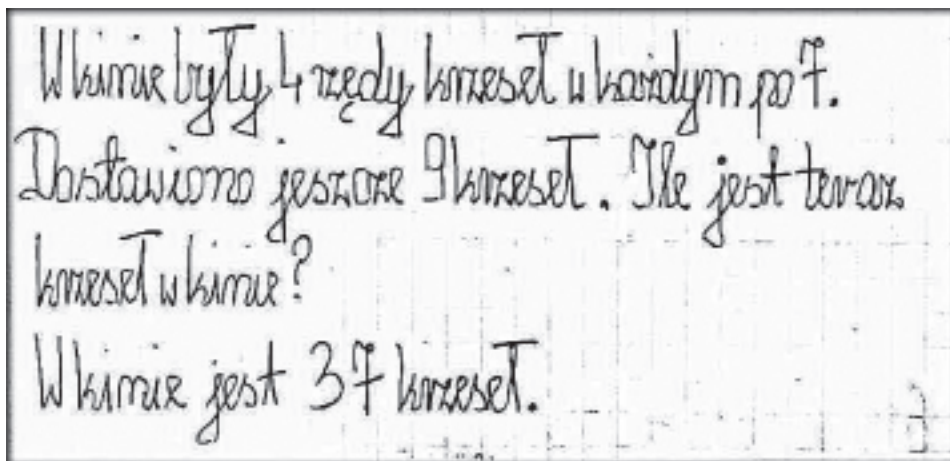 W kinie były 4 rzędy krzeseł w każdym po 7.
Dostawiono jeszcze 9 krzeseł. Ile jest teraz
krzeseł w kinie?
W kinie jest 37 krzeseł.